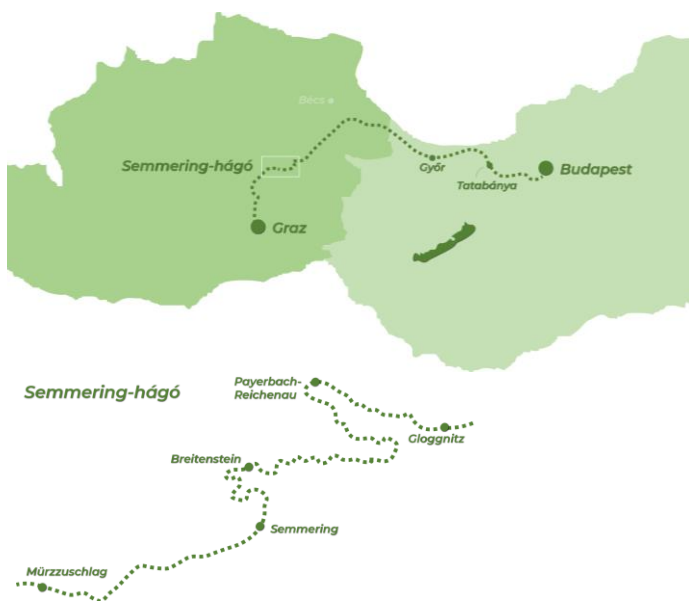 Bécs
Semmering-hágó
Győr
Tatabánya
Budapest
Graz
Semmering-hágó
Payerbach-
Reichenau
Gloggnitz
Breitenstein
Semmering
Mürzzuschlag